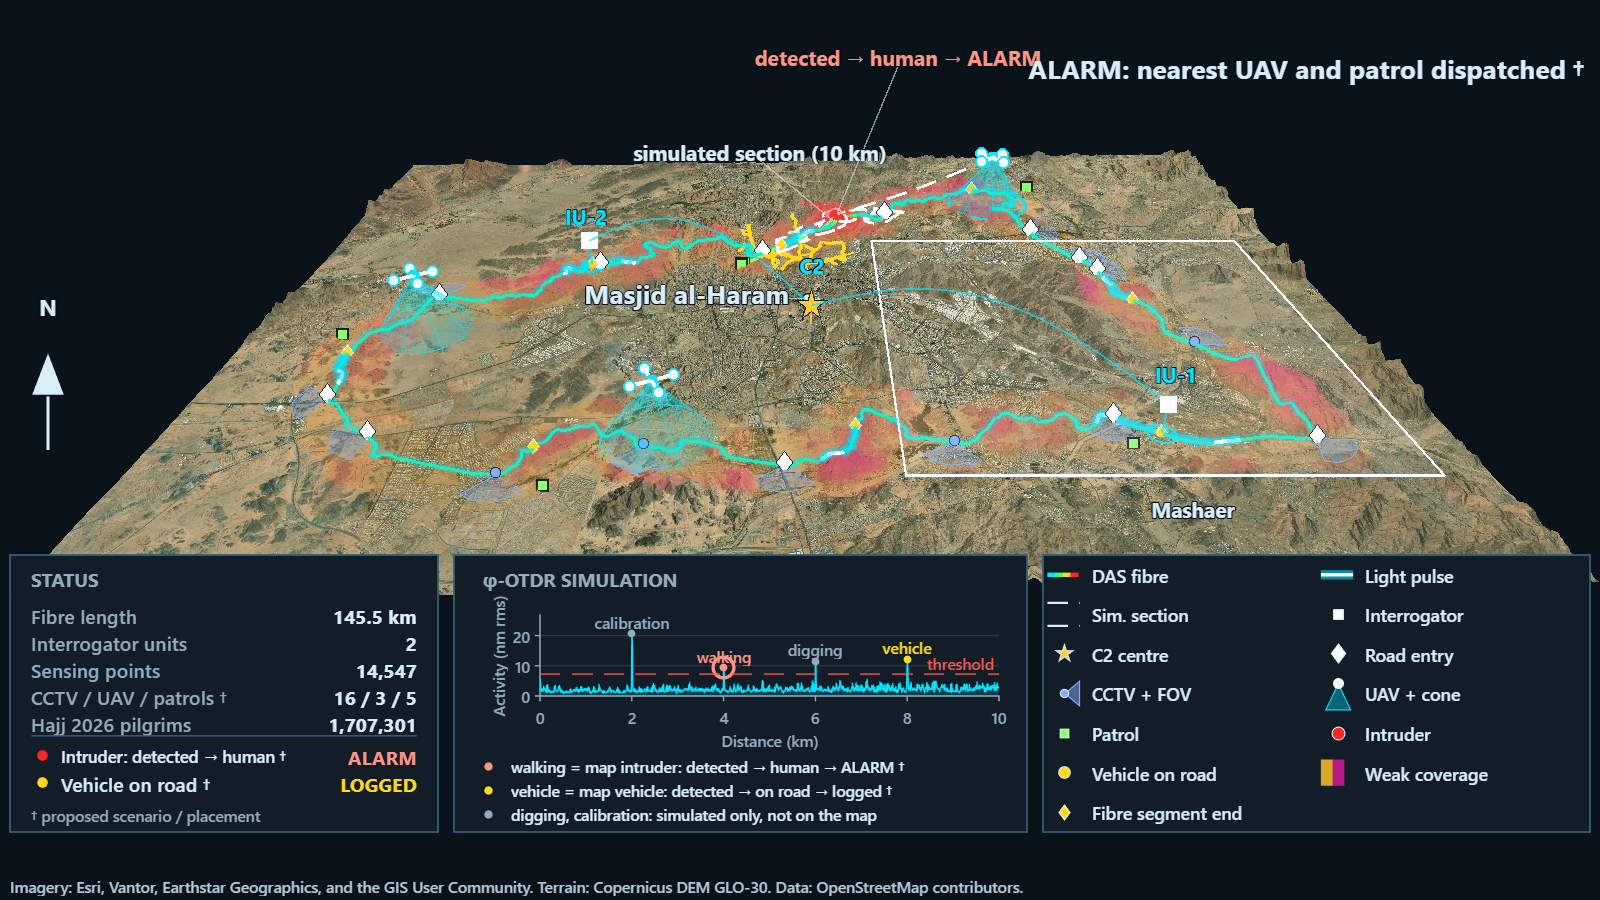 detected → human → ALARM
ALARM: nearest UAV and patrol dispatched †
simulated section (10 km)
IU-2
C2
Masjid al-Haram
N
IU-1
Mashaer
STATUS
Fibre length 145.5 km
Interrogator units 2
Sensing points 14,547
CCTV / UAV / patrols † 16 / 3 / 5
Hajj 2026 pilgrims 1,707,301
Intruder: detected → human † ALARM
Vehicle on road † LOGGED
† proposed scenario / placement
φ-OTDR SIMULATION
Activity (nm rms)
20
10
0
calibration
walking
digging
vehicle
threshold
0 2 4 6 8 10
Distance (km)
walking = map intruder: detected → human → ALARM †
vehicle = map vehicle: detected → on road → logged †
digging, calibration: simulated only, not on the map
DAS fibre
Light pulse
Sim. section
Interrogator
C2 centre
Road entry
CCTV + FOV
UAV + cone
Patrol
Intruder
Vehicle on road
Weak coverage
Fibre segment end
Imagery: Esri, Vantor, Earthstar Geographics, and the GIS User Community. Terrain: Copernicus DEM GLO-30. Data: OpenStreetMap contributors.